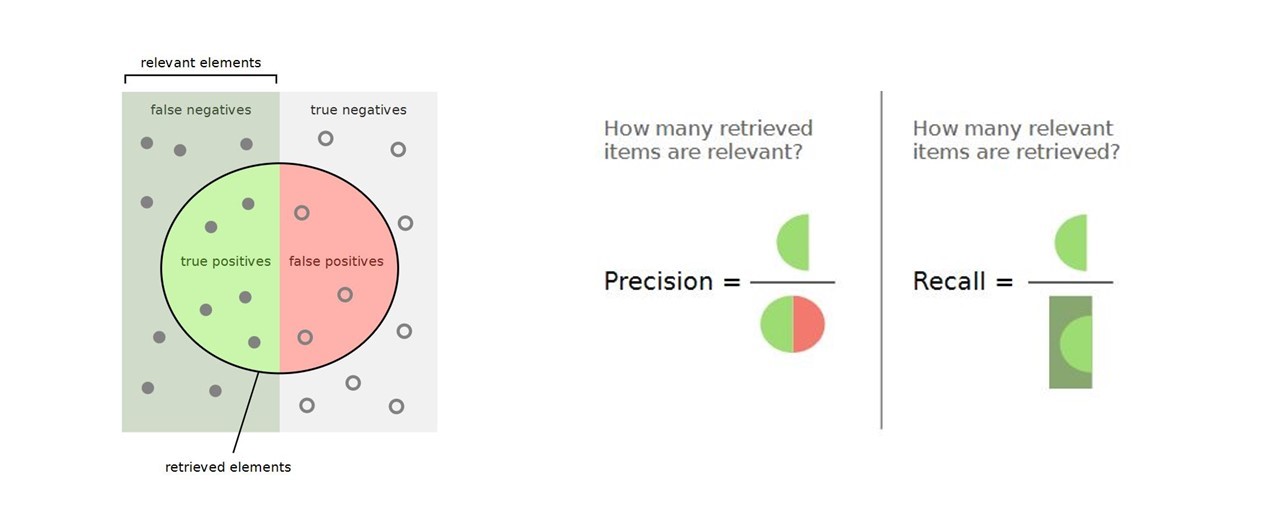 relevant elements
false negatives
true negatives
true positives
false positives
retrieved elements
How many retrieved
items are relevant?
Precision =
How many relevant
items are retrieved?
Recall =